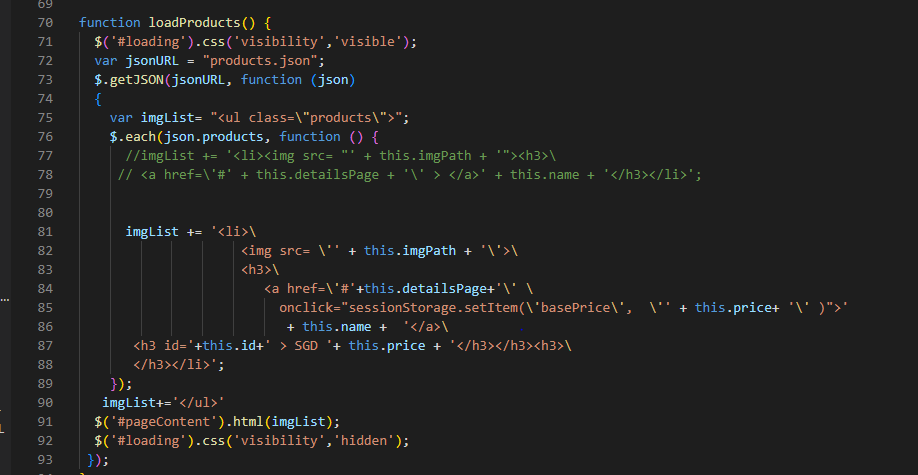 69
70 function loadProducts() {
71 $('#loading').css('visibility','visible');
72 var jsonURL = "products.json";
73 $.getJSON(jsonURL, function (json)
74 {
75 var imgList= "<ul class=\"products\">";
76 $.each(json.products, function () {
77 //imgList += '<li><img src= "' + this.imgPath + '"><h3>\
78 // <a href=\'#' + this.detailsPage + '\' > </a>' + this.name + '</h3></li>';
79
80
81 imgList += '<li>\
82 <img src= \'' + this.imgPath + '\'>\
83 <h3>\
84 <a href=\'#'+this.detailsPage+'\' \
85 onclick="sessionStorage.setItem(\'basePrice\', \'' + this.price+ '\' )">'
86 + this.name + '</a>\
87 <h3 id='+this.id+' > SGD '+ this.price + '</h3></h3><h3>\
88 </h3></li>';
89 });
90 imgList+='</ul>'
91 $('#pageContent').html(imgList);
92 $('#loading').css('visibility','hidden');
93 });